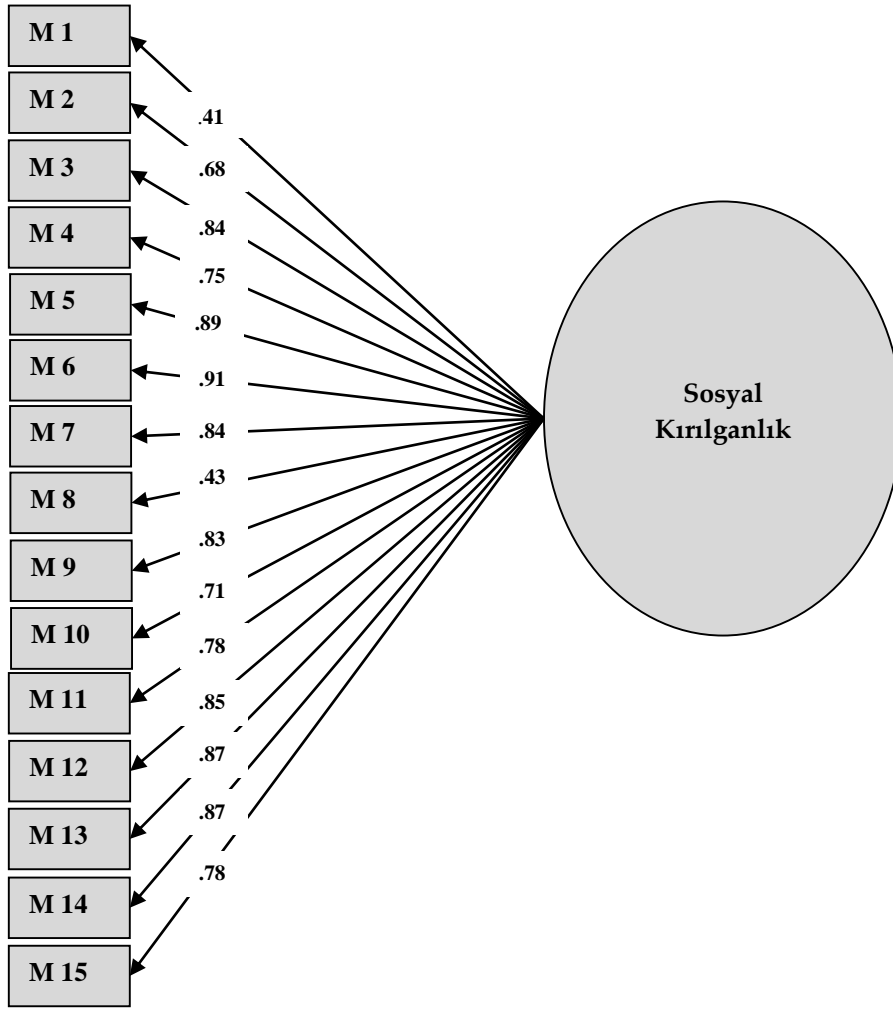 M 1
M 2
M 3
M 4
M 5
M 6
M 7
M 8
M 9
M 10
M 11
M 12
M 13
M 14
M 15
.41
.68
.84
.75
.89
.91
.84
.43
.83
.71
.78
.85
.87
.87
.78
Sosyal
Kırılganlık